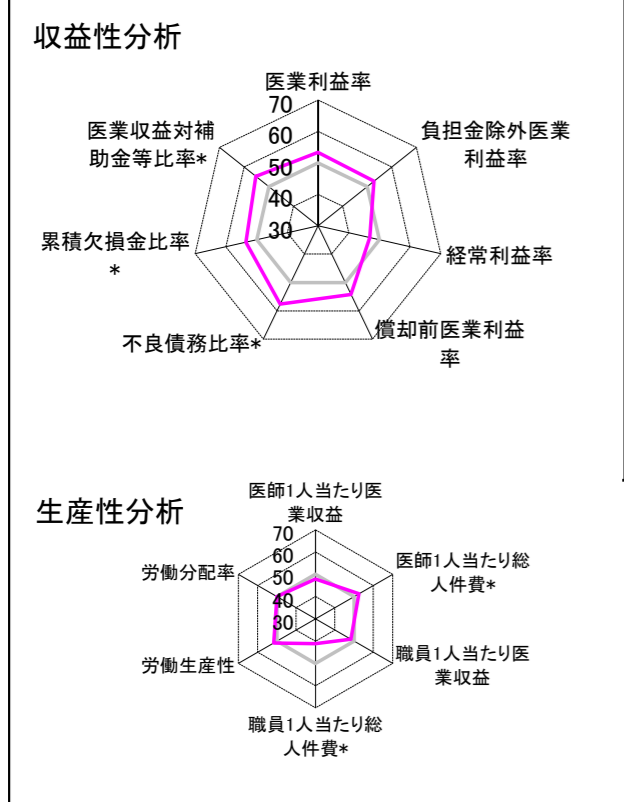 収益性分析
医業利益率
70
60
50
40
30
負担金除外医業
利益率
経常利益率
償却前医業利益
率
不良債務比率*
累積欠損金比率
*
医業収益対補
助金等比率*
生産性分析
医師1人当たり医
業収益
70
60
50
40
30
医師1人当たり総
人件費*
職員1人当たり医
業収益
職員1人当たり総
人件費*
労働生産性
労働分配率